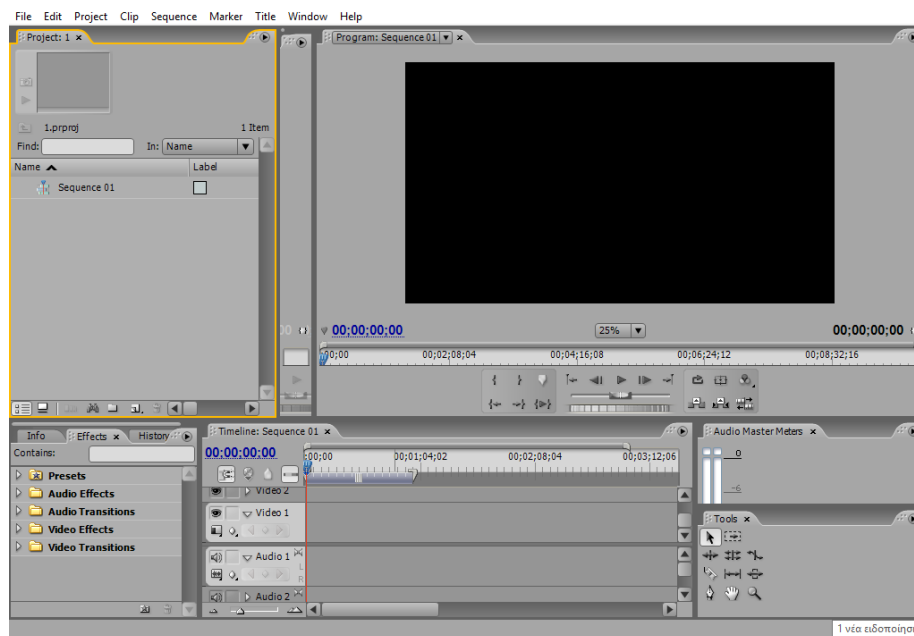 File Edit Project Clip Sequence Marker Title Window Help
Project: 1
Program: Sequence 01
1.prproj 1 Item
Find: In: Name
Name Label
Sequence 01
00;00;00;00 25% 00;00;00;00
00;00 00;02;08;04 00;04;16;08 00;06;24;12 00;08;32;16
Info Effects History
Contains:
Presets
Audio Effects
Audio Transitions
Video Effects
Video Transitions
Timeline: Sequence 01
00;00;00;00
;00;00 00;01;04;02 00;02;08;04 00;03;12;06
Video 2
Video 1
Audio 1
L
R
Audio 2
Audio Master Meters
0
-6
Tools
1 νέα ειδοποίησ